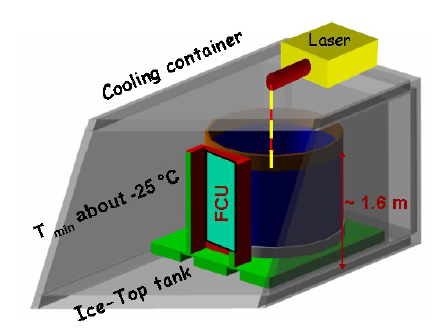 Laser
Cooling container
T min about -25 °C
FCU
~ 1.6 m
Ice-Top tank